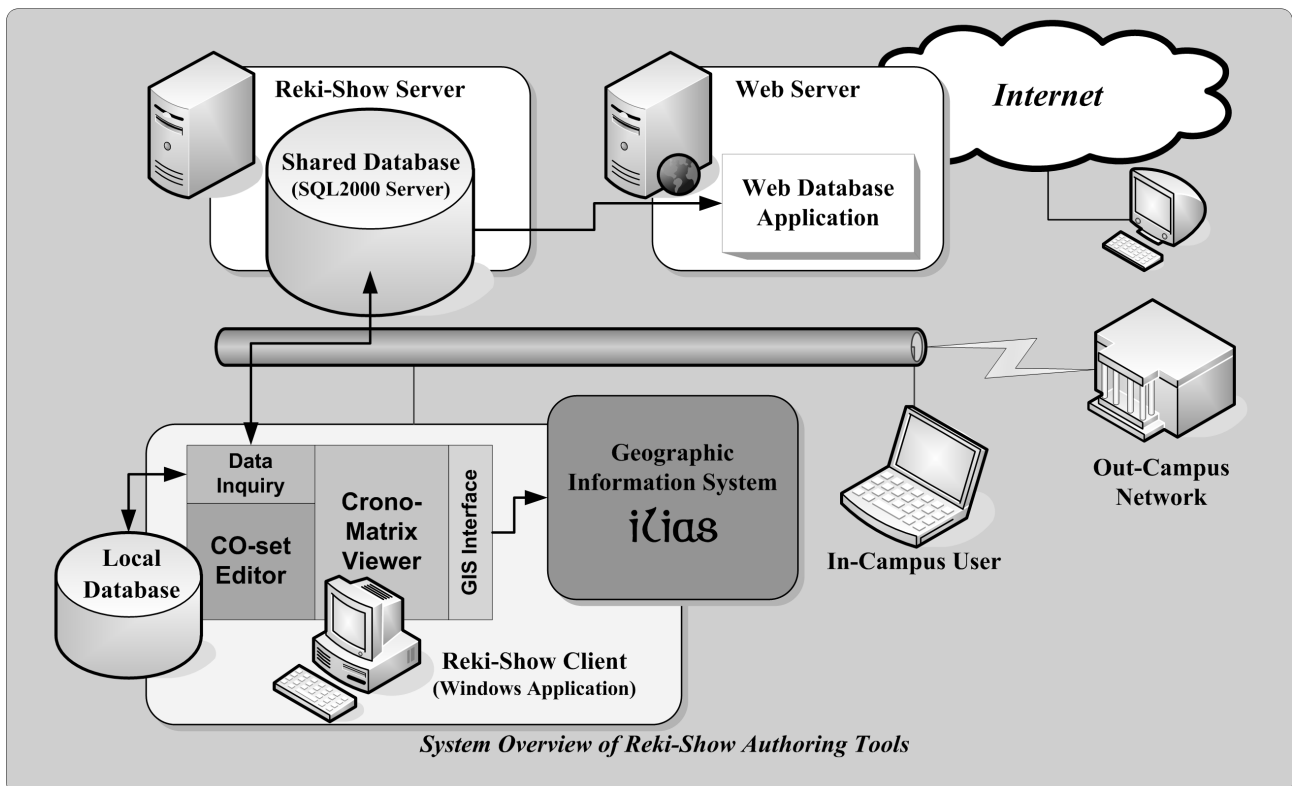 Reki-Show Server
Shared Database
(SQL2000 Server)
Web Server
Web Database
Application
Internet
Data
Inquiry
CO-set
Editor
Crono-
Matrix
Viewer
GIS Interface
Geographic
Information System
ilias
Local
Database
Reki-Show Client
(Windows Application)
In-Campus User
Out-Campus
Network
System Overview of Reki-Show Authoring Tools